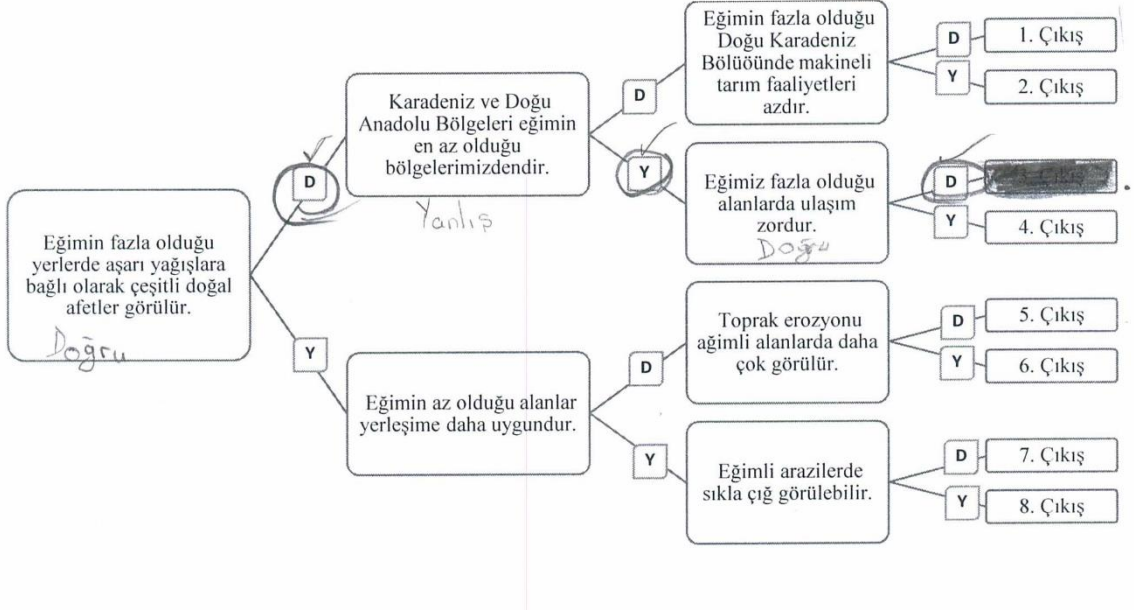 Eğimin fazla olduğu
yerlerde aşarı yağışlara
bağlı olarak çeşitli doğal
afetler görülür.
Doğru
D
Y
Karadeniz ve Doğu
Anadolu Bölgeleri eğimin
en az olduğu
bölgelerimizdendir.
Yanlış
D
Y
Eğimin az olduğu alanlar
yerleşime daha uygundur.
D
Y
Eğimin fazla olduğu
Doğu Karadeniz
Bölüöünde makineli
tarım faaliyetleri
azdır.
D
1. Çıkış
Y
2. Çıkış
Eğimiz fazla olduğu
alanlarda ulaşım
zordur.
Doğru
D
3. Çıkış
Y
4. Çıkış
Toprak erozyonu
ağimli alanlarda daha
çok görülür.
D
5. Çıkış
Y
6. Çıkış
Eğimli arazilerde
sıkla çığ görülebilir.
D
7. Çıkış
Y
8. Çıkış